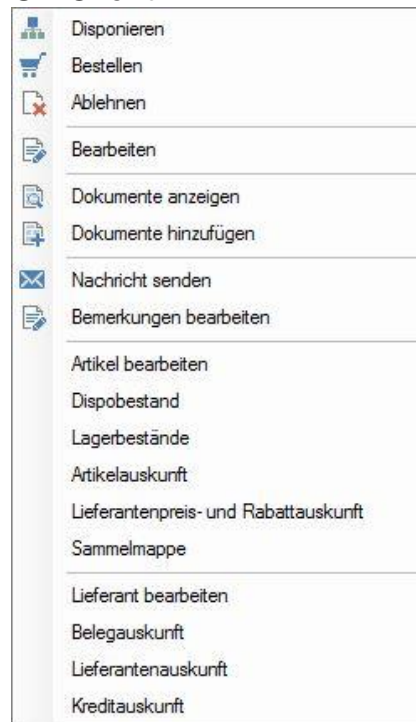 Disponieren
Bestellen
Ablehnen
Bearbeiten
Dokumente anzeigen
Dokumente hinzufügen
Nachricht senden
Bemerkungen bearbeiten
Artikel bearbeiten
Dispobestand
Lagerbestände
Artikelauskunft
Lieferantenpreis- und Rabattauskunft
Sammelmappe
Lieferant bearbeiten
Belegauskunft
Lieferantenauskunft
Kreditauskunft